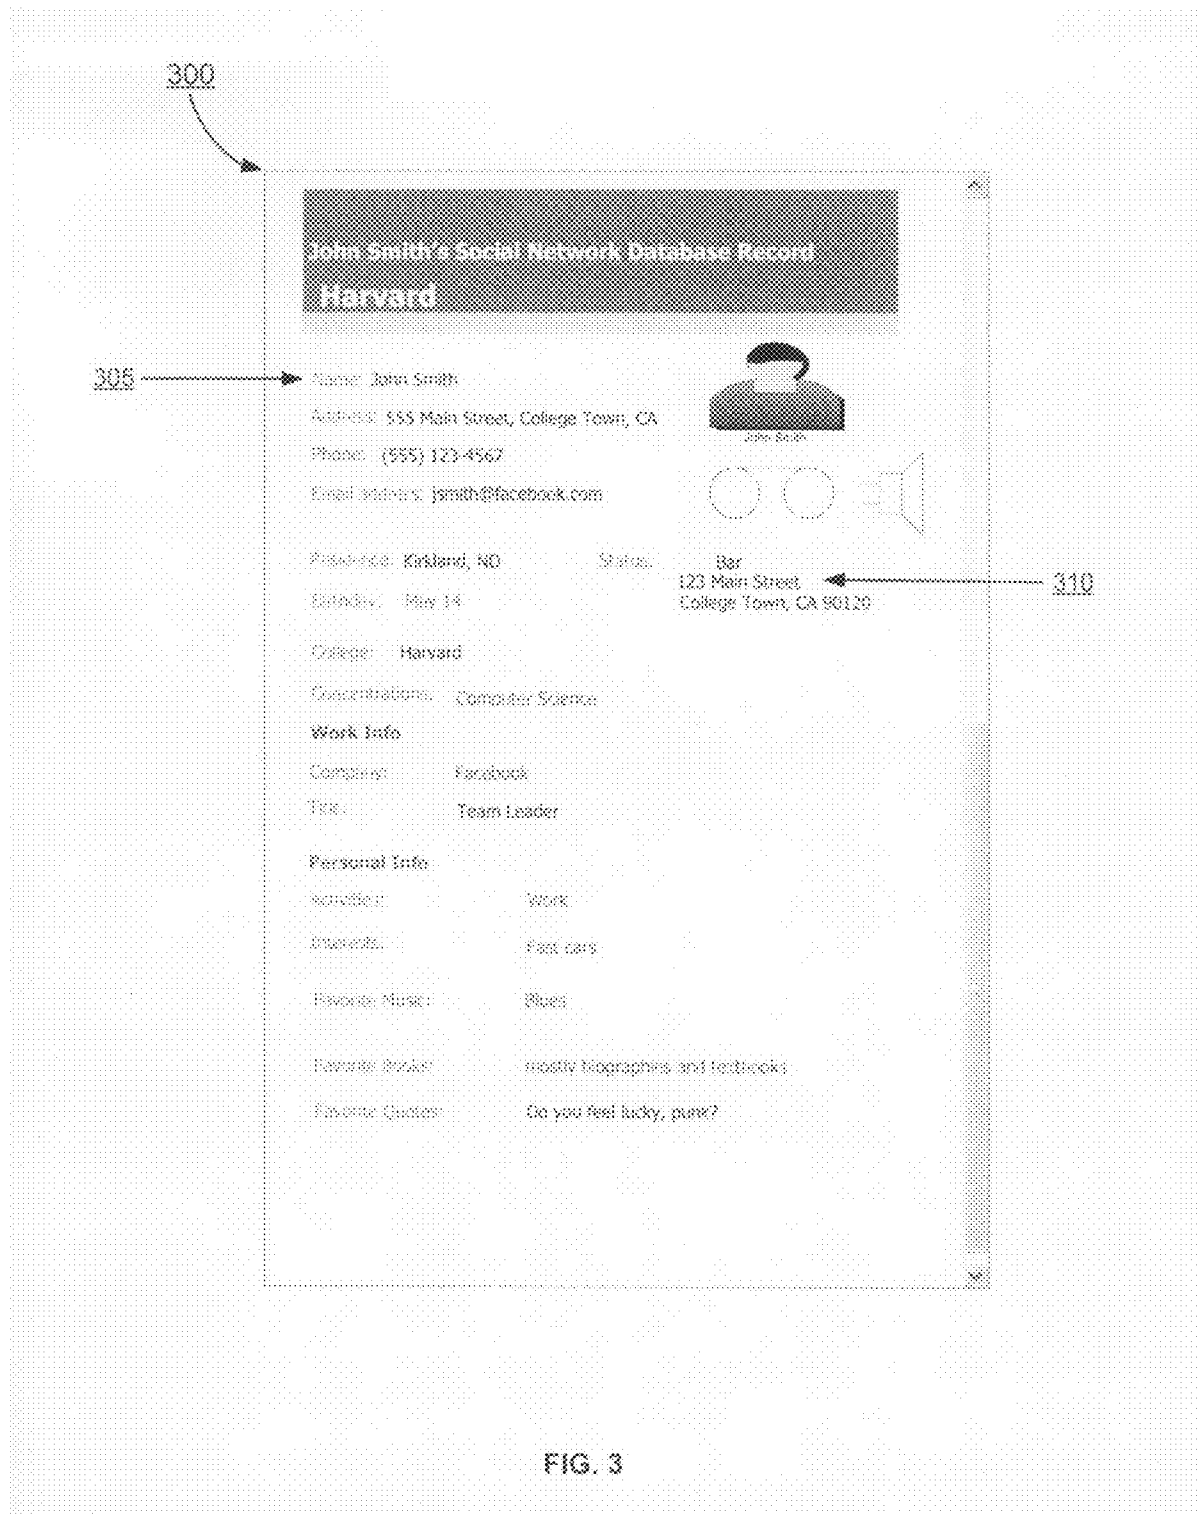 300
John Smith's Social Network Database Record
Harvard
305
Name: John Smith
Address: 555 Main Street, College Town, CA
Phone: (555) 123-4567
John Smith
Email address: jsmith@facebook.com
Residence: Kirkland, ND
Status: Bar
123 Main Street
310
College Town, CA 90120
Birthday: May 14
College: Harvard
Concentrations: Computer Science
Work Info
Company: Facebook
Title: Team Leader
Personal Info
Activities: Work
Interests: Fast cars
Favorite Music: Blues
Favorite Books: mostly biographies and textbooks
Favorite Quotes: Do you feel lucky, punk?
FIG. 3